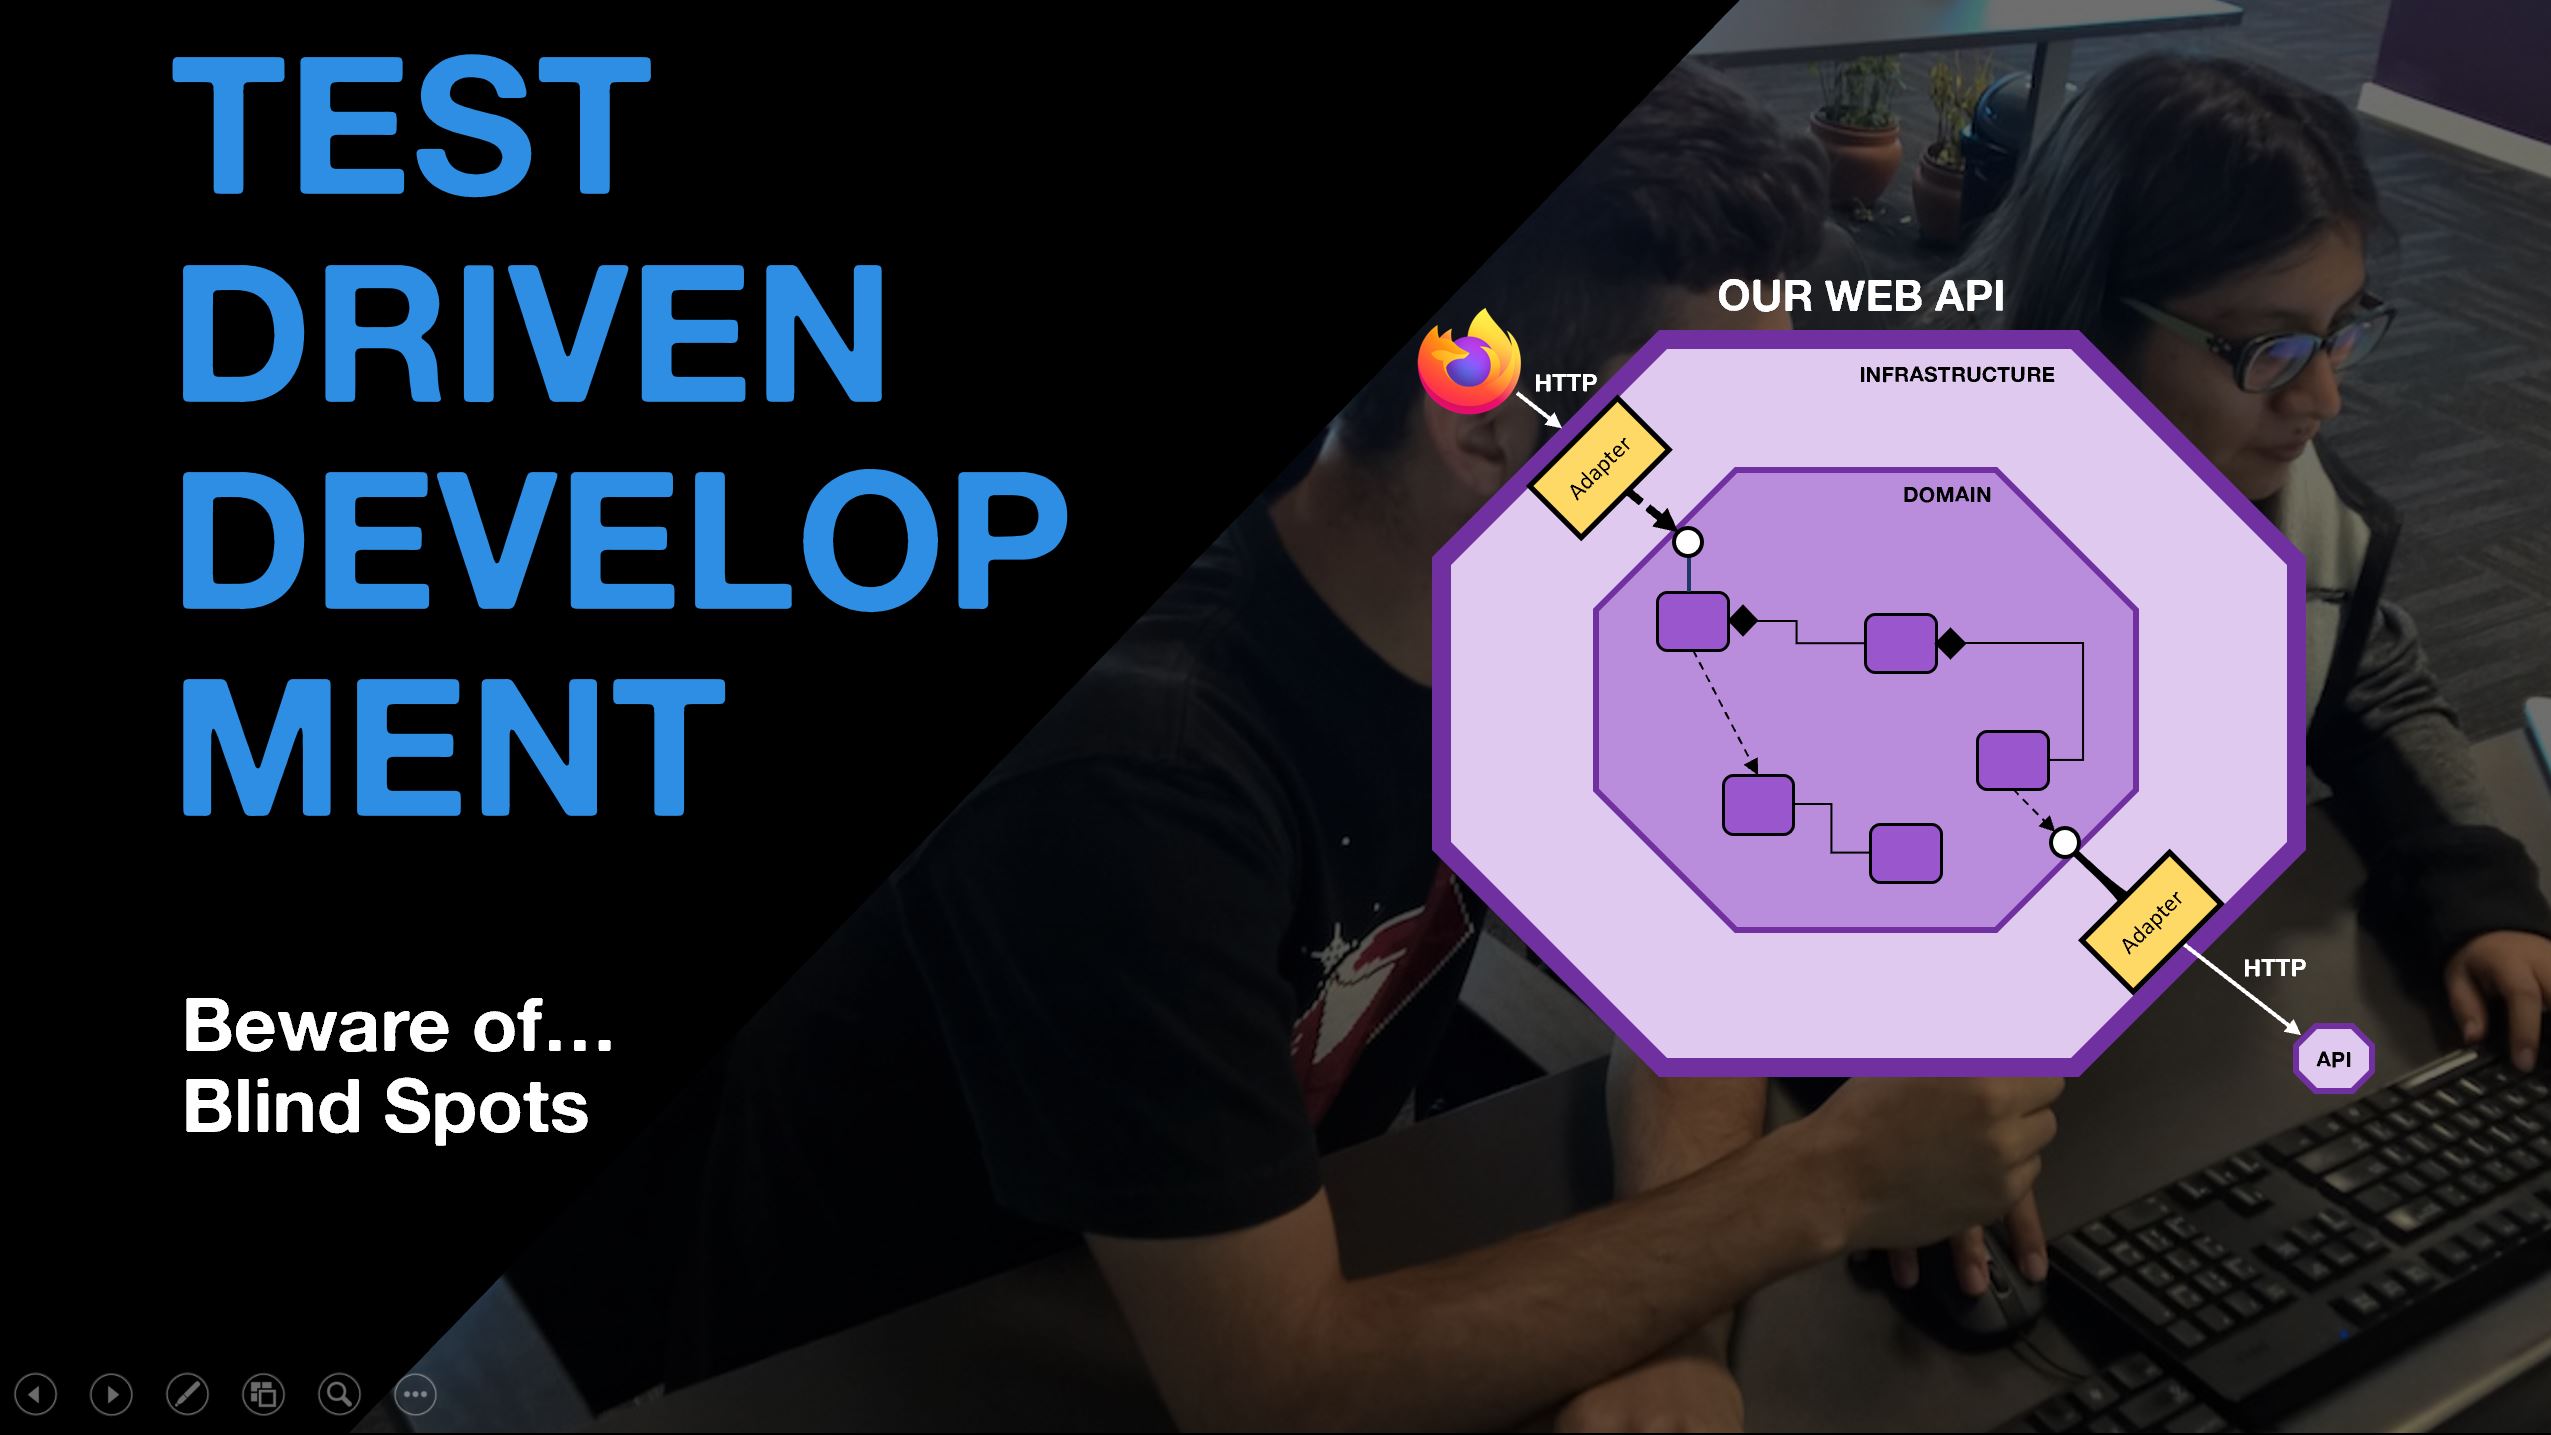 TEST
DRIVEN
DEVELOP
MENT
Beware of…
Blind Spots
OUR WEB API
INFRASTRUCTURE
HTTP
Adapter
DOMAIN
Adapter
HTTP
API